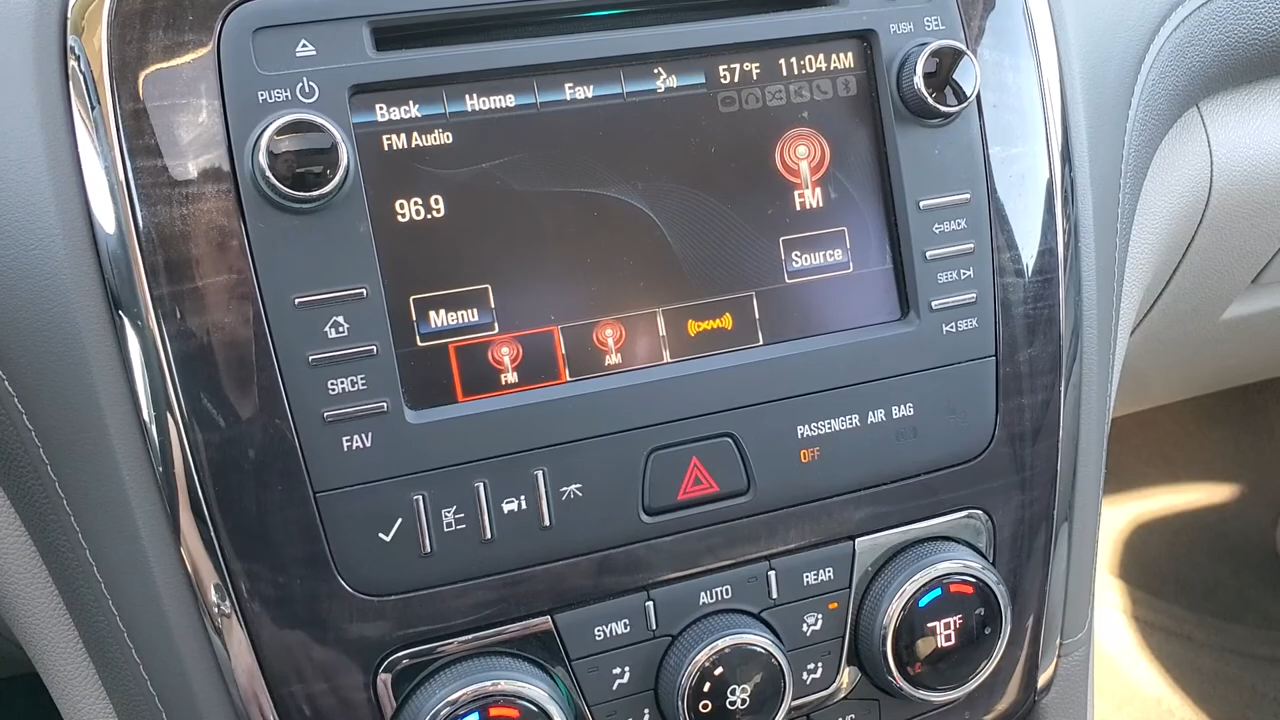 PUSH
PUSH SEL
Back
Home
Fav
57°F
11:04 AM
FM Audio
96.9
FM
Source
Menu
FM
AM
((XM))
BACK
SEEK
SEEK
SRCE
FAV
PASSENGER AIR BAG
OFF
SYNC
AUTO
REAR
78°F